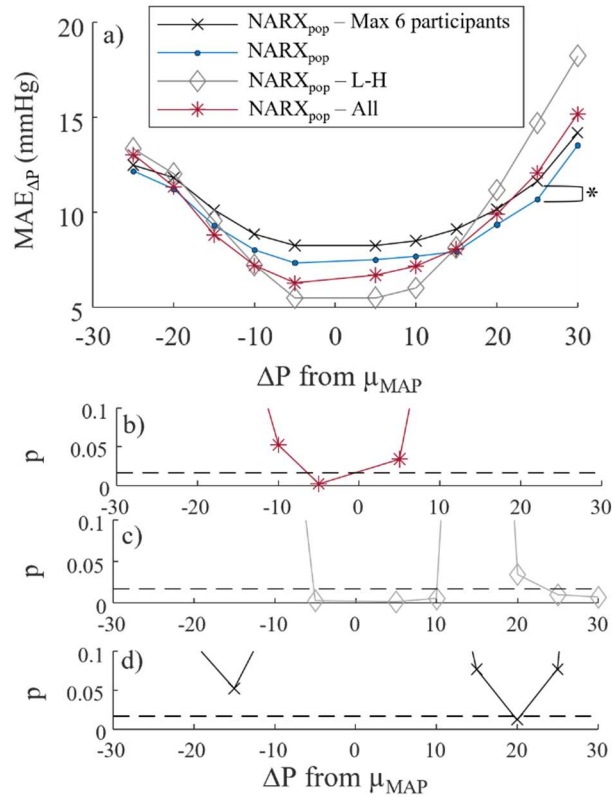 a)
NARXpop – Max 6 participants
NARXpop
NARXpop – L-H
NARXpop – All
20
15
10
5
MAEΔP (mmHg)
*
-30 -20 -10 0 10 20 30
ΔP from μMAP
b)
0.1
0.05
0
p
-30 -20 -10 0 10 20 30
c)
0.1
0.05
0
p
-30 -20 -10 0 10 20 30
d)
0.1
0.05
0
p
-30 -20 -10 0 10 20 30
ΔP from μMAP